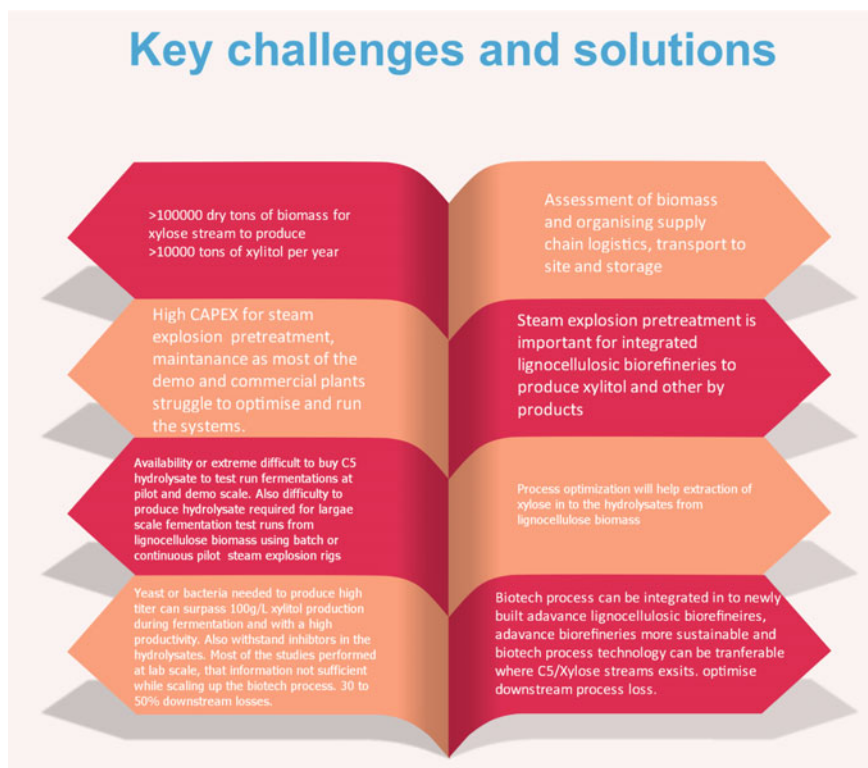 Key challenges and solutions
>100000 dry tons of biomass for
xylose stream to produce
>10000 tons of xylitol per year
Assessment of biomass
and organising supply
chain logistics, transport to
site and storage
High CAPEX for steam
explosion pretreatment,
maintanance as most of the
demo and commercial plants
struggle to optimise and run
the systems.
Steam explosion pretreatment is
important for integrated
lignocellulosic biorefineries to
produce xylitol and other by
products
Availability or extreme difficult to buy C5
hydrolysate to test run fermentations at
pilot and demo scale. Also difficulty to
produce hydrolysate required for largae
scale fementation test runs from
lignocellulose biomass using batch or
continuous pilot steam explosion rigs
Process optimization will help extraction of
xylose in to the hydrolysates from
lignocellulose biomass
Yeast or bacteria needed to produce high
titer can surpass 100g/L xylitol production
during fermentation and with a high
productivity. Also withstand inhibtors in the
hydrolysates. Most of the studies performed
at lab scale, that information not sufficient
while scaling up the biotech process. 30 to
50% downstream losses.
Biotech process can be integrated in to newly
built adavance lignocellulosic biorefineires,
adavance biorefineries more sustainable and
biotech process technology can be tranferable
where C5/Xylose streams exsits. optimise
downstream process loss.